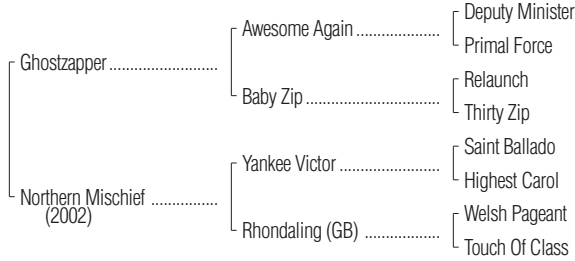 Deputy Minister
Awesome Again ..................
Primal Force
Ghostzapper ..........................
Relaunch
Baby Zip ................................
Thirty Zip
Saint Ballado
Yankee Victor ........................
Highest Carol
Northern Mischief ................
(2002)
Welsh Pageant
Rhondaling (GB) ..................
Touch Of Class